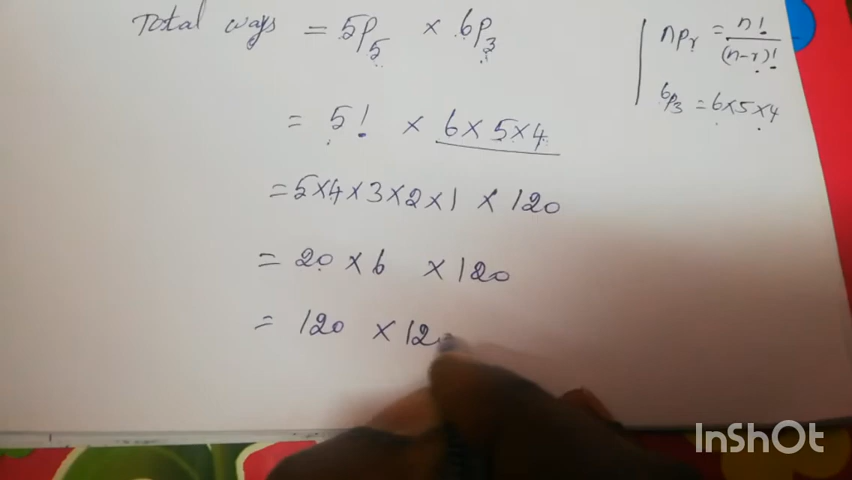 Total ways = 5P5 × 6P3
= 5! × 6×5×4
= 5×4×3×2×1 × 120
= 20 × 6 × 120
= 120 × 120
nPr = n!/(n-r)!
6P3 = 6×5×4
InShOt